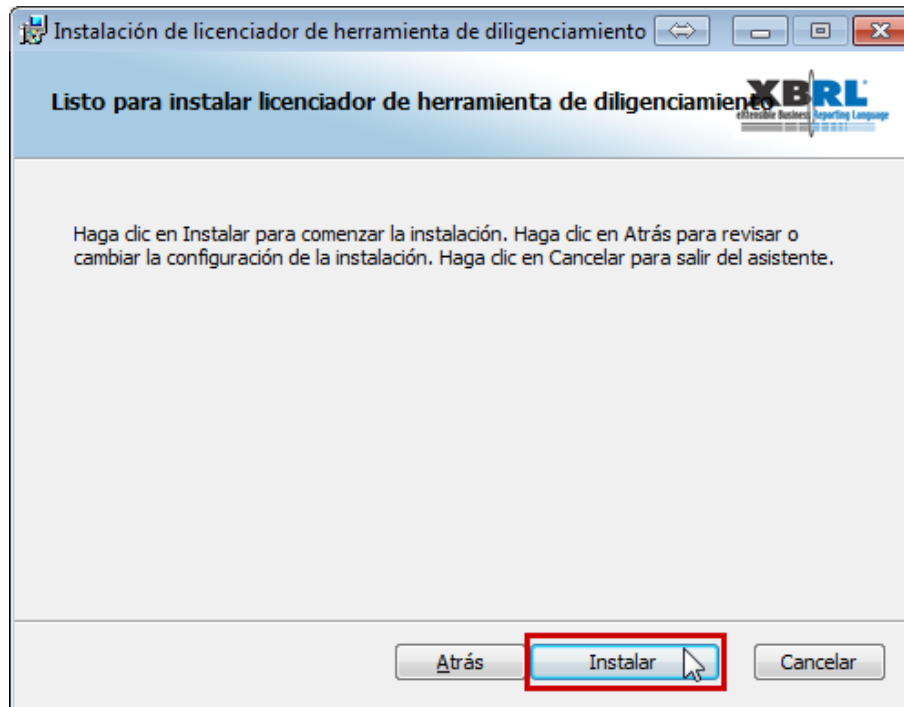 Instalación de licenciador de herramienta de diligenciamiento
Listo para instalar licenciador de herramienta de diligenciamiento
XBRL
eXtensible Business Reporting Language
Haga clic en Instalar para comenzar la instalación. Haga clic en Atrás para revisar o
cambiar la configuración de la instalación. Haga clic en Cancelar para salir del asistente.
Atrás
Instalar
Cancelar